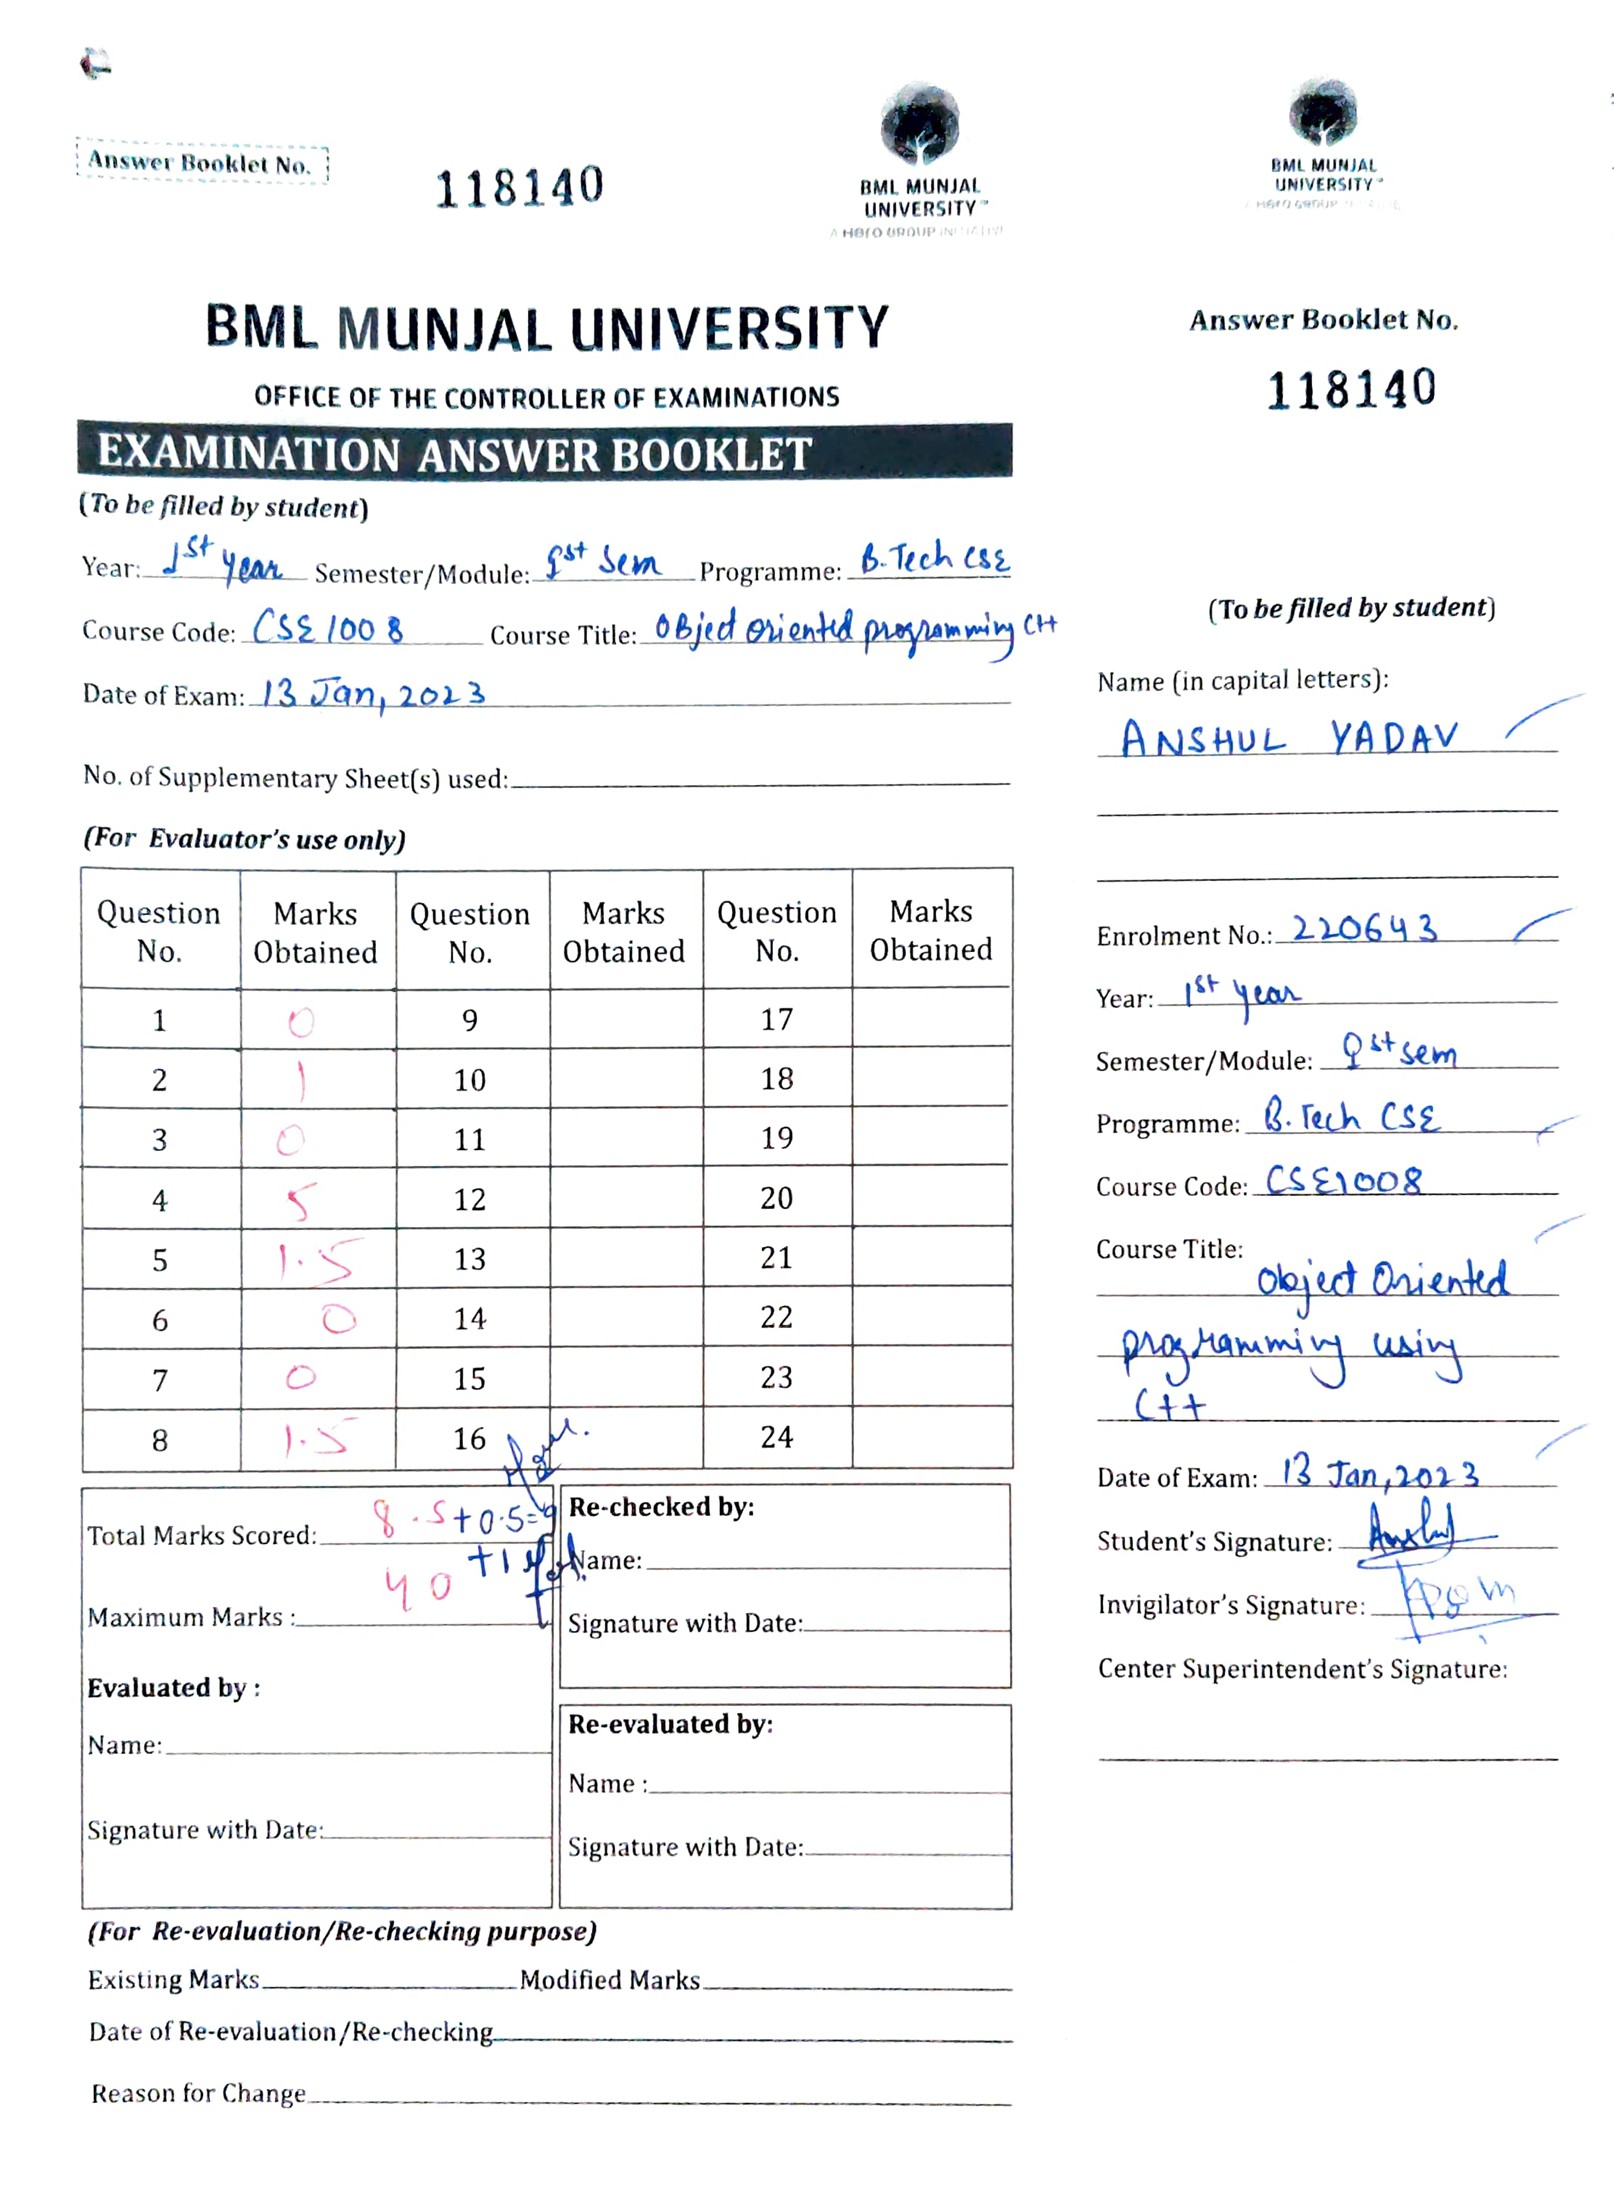 Answer Booklet No.
118140
BML MUNJAL
UNIVERSITY™
A HERO GROUP INITIATIVE
BML MUNJAL UNIVERSITY
OFFICE OF THE CONTROLLER OF EXAMINATIONS
EXAMINATION ANSWER BOOKLET
(To be filled by student)
Year: 1st year Semester/Module: 1st Sem Programme: B.Tech CSE
Course Code: CSE 1008 Course Title: Object oriented programming C++
Date of Exam: 13 Jan, 2023
No. of Supplementary Sheet(s) used:
(For Evaluator's use only)
Question No. Marks Obtained Question No. Marks Obtained Question No. Marks Obtained
1 0 9 17
2 1 10 18
3 0 11 19
4 5 12 20
5 1.5 13 21
6 0 14 22
7 0 15 23
8 1.5 16 24
Total Marks Scored: 8.5 +0.5=9
+1
Maximum Marks : 40
Evaluated by :
Name:
Signature with Date:
Re-checked by:
Name:
Signature with Date:
Re-evaluated by:
Name :
Signature with Date:
(For Re-evaluation/Re-checking purpose)
Existing Marks Modified Marks
Date of Re-evaluation/Re-checking
Reason for Change
BML MUNJAL
UNIVERSITY™
A HERO GROUP INITIATIVE
Answer Booklet No.
118140
(To be filled by student)
Name (in capital letters):
ANSHUL YADAV
Enrolment No.: 220643
Year: 1st year
Semester/Module: 1st sem
Programme: B.Tech CSE
Course Code: CSE1008
Course Title:
Object Oriented
programming using
C++
Date of Exam: 13 Jan, 2023
Student's Signature: Anshul
Invigilator's Signature:
Center Superintendent's Signature: